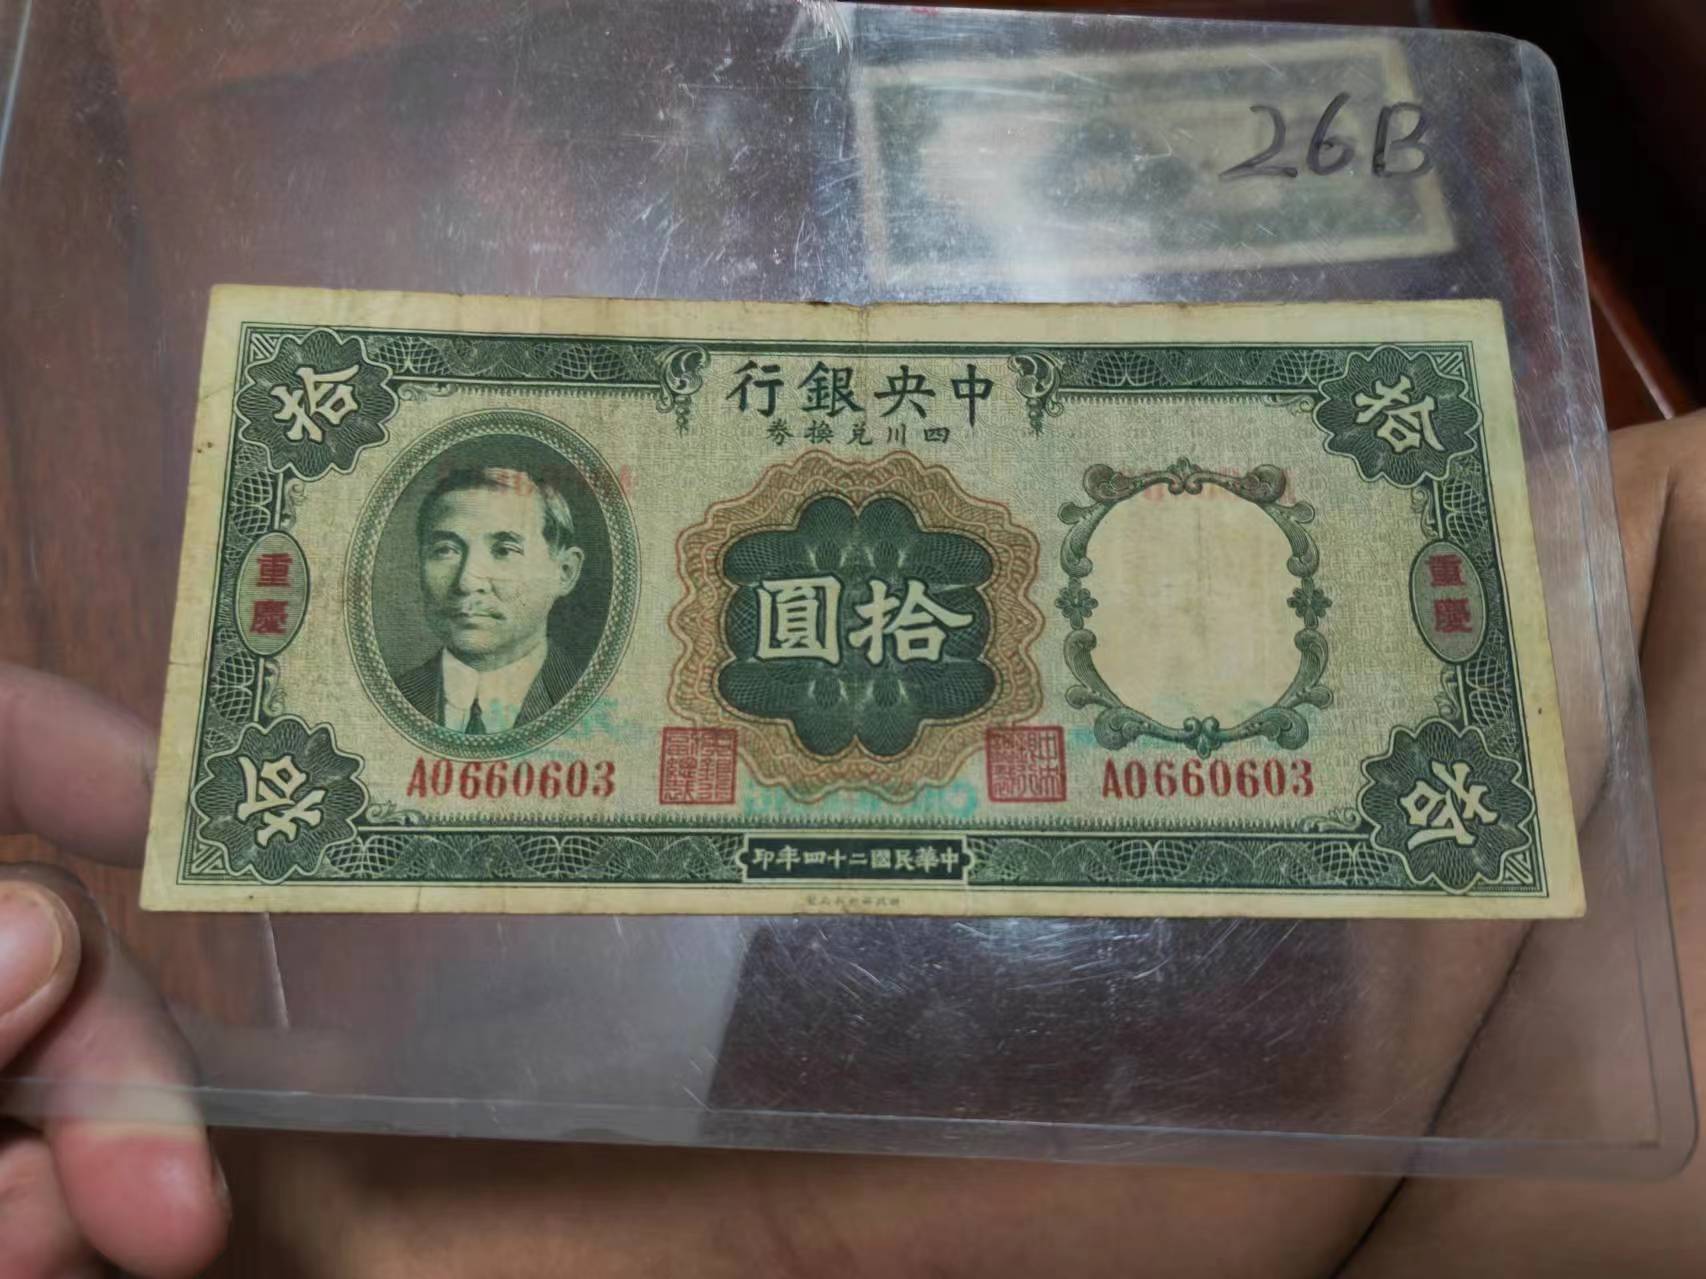 26B
中央銀行
四川兌換券
拾
拾
重慶
重慶
拾圓
A0660603
A0660603
拾
拾
中華民國二十四年印